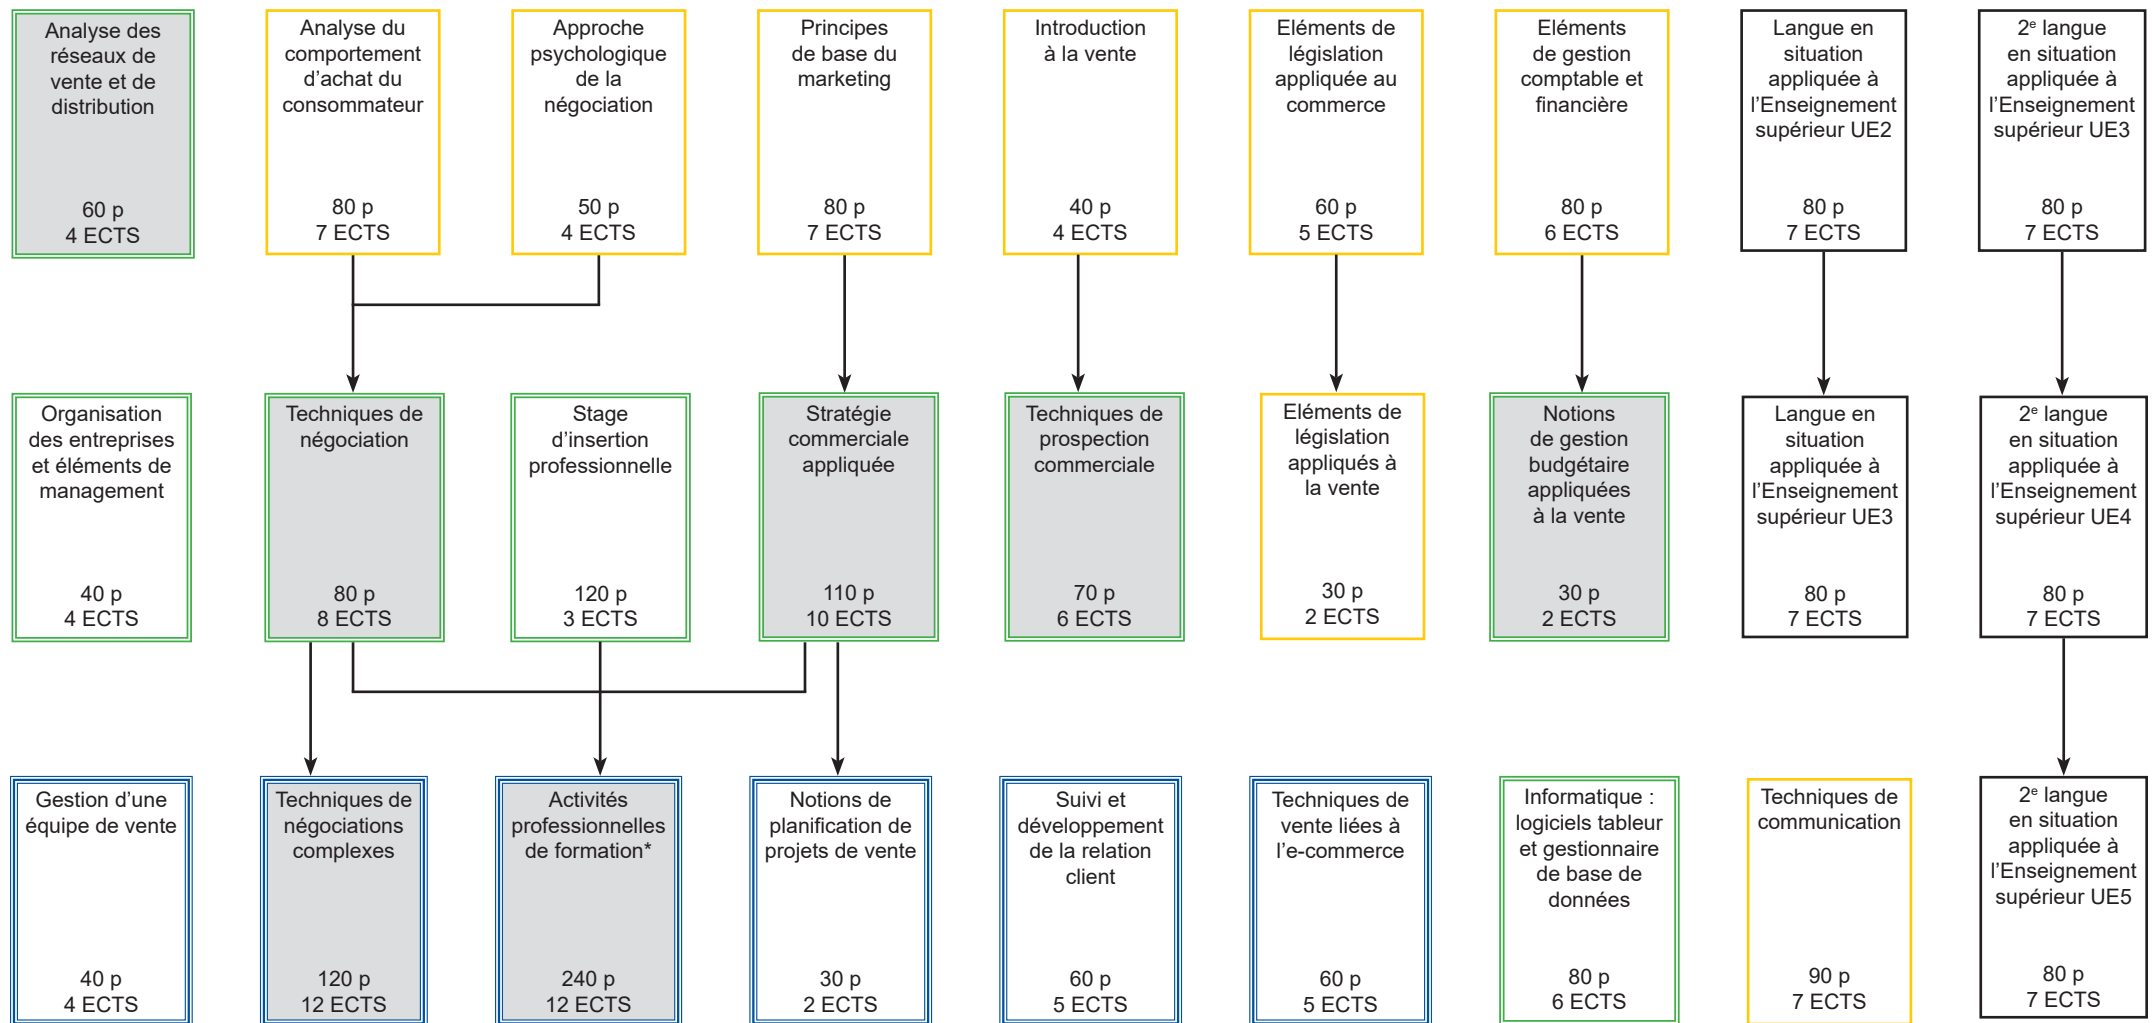 Analyse des
réseaux de
vente et de
distribution
60 p
4 ECTS
Analyse du
comportement
d’achat du
consommateur
80 p
7 ECTS
Approche
psychologique
de la
négociation
50 p
4 ECTS
Principes
de base du
marketing
80 p
7 ECTS
Introduction
à la vente
40 p
4 ECTS
Eléments de
législation
appliquée au
commerce
60 p
5 ECTS
Eléments
de gestion
comptable et
financière
80 p
6 ECTS
Langue en
situation
appliquée à
l’Enseignement
supérieur UE2
80 p
7 ECTS
2e langue
en situation
appliquée à
l’Enseignement
supérieur UE3
80 p
7 ECTS
Organisation
des entreprises
et éléments de
management
40 p
4 ECTS
Techniques de
négociation
80 p
8 ECTS
Stage
d’insertion
professionnelle
120 p
3 ECTS
Stratégie
commerciale
appliquée
110 p
10 ECTS
Techniques de
prospection
commerciale
70 p
6 ECTS
Eléments de
législation
appliqués à
la vente
30 p
2 ECTS
Notions
de gestion
budgétaire
appliquées
à la vente
30 p
2 ECTS
Langue en
situation
appliquée à
l’Enseignement
supérieur UE3
80 p
7 ECTS
2e langue
en situation
appliquée à
l’Enseignement
supérieur UE4
80 p
7 ECTS
Gestion d’une
équipe de vente
40 p
4 ECTS
Techniques de
négociations
complexes
120 p
12 ECTS
Activités
professionnelles
de formation*
240 p
12 ECTS
Notions de
planification de
projets de vente
30 p
2 ECTS
Suivi et
développement
de la relation
client
60 p
5 ECTS
Techniques de
vente liées à
l’e-commerce
60 p
5 ECTS
Informatique :
logiciels tableur
et gestionnaire
de base de
données
80 p
6 ECTS
Techniques de
communication
90 p
7 ECTS
2e langue
en situation
appliquée à
l’Enseignement
supérieur UE5
80 p
7 ECTS